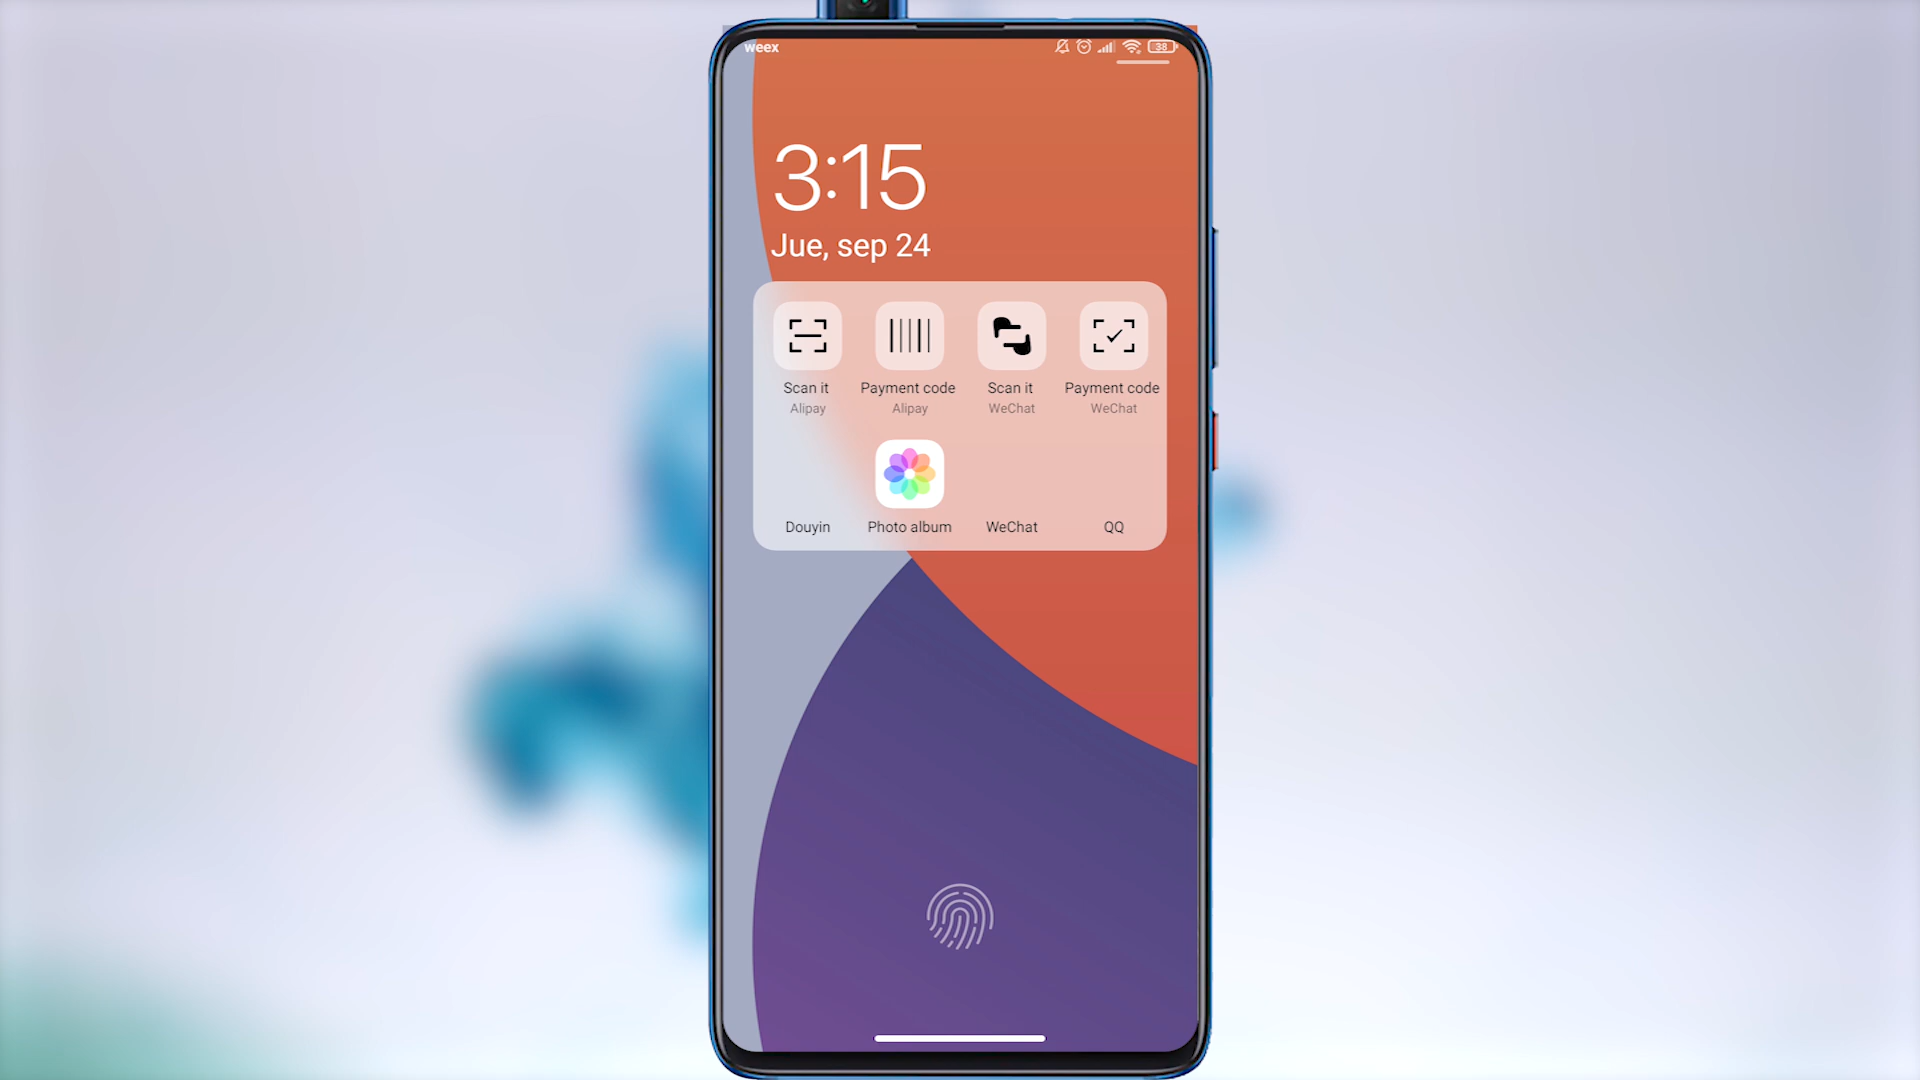 weex
38
3:15
Jue, sep 24
Scan it
Alipay
Payment code
Alipay
Scan it
WeChat
Payment code
WeChat
Douyin
Photo album
WeChat
QQ